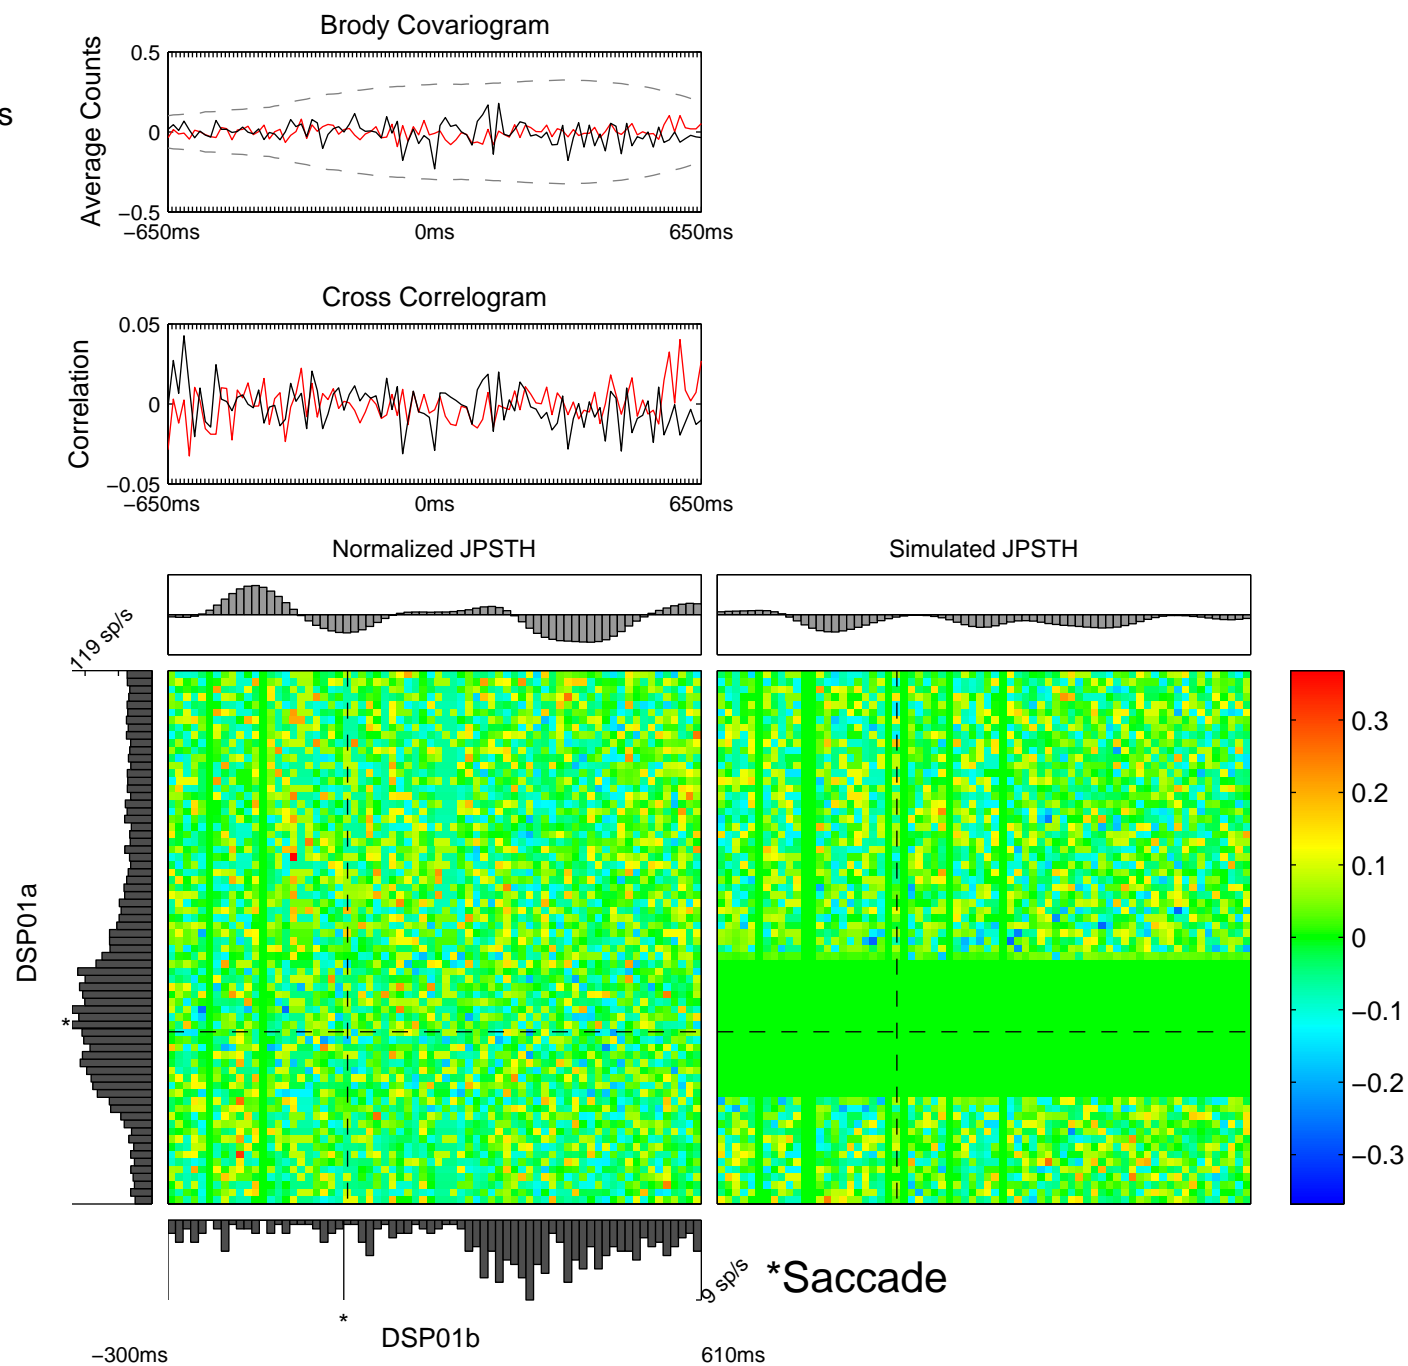 Brody Covariogram
s
Average Counts
0.5
0
−0.5
−650ms
0ms
650ms
Cross Correlogram
Correlation
0.05
0
−0.05
−650ms
0ms
650ms
Normalized JPSTH
Simulated JPSTH
119 sp/s
DSP01a
*
0.3
0.2
0.1
0
−0.1
−0.2
−0.3
9 sp/s
*Saccade
*
DSP01b
−300ms
610ms